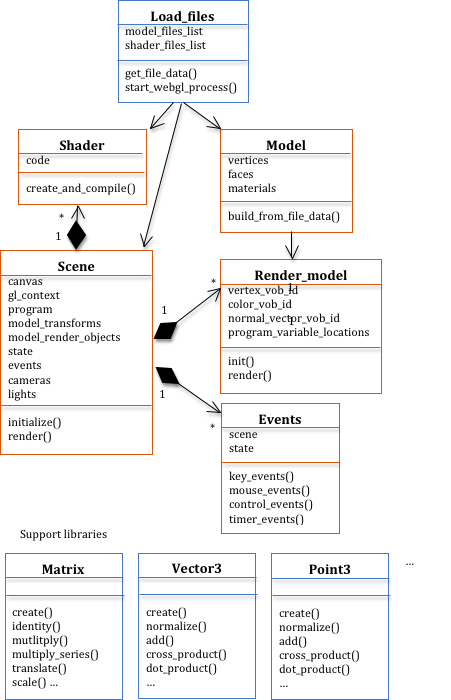 Load_files
model_files_list
shader_files_list
get_file_data()
start_webgl_process()
Shader
code
create_and_compile()
Model
vertices
faces
materials
build_from_file_data()
*
1
Scene
canvas
gl_context
program
model_transforms
model_render_objects
state
events
cameras
lights
initialize()
render()
1
*
1
Render_model
vertex_vob_id
color_vob_id
1
normal_vector_vob_id
program_variable_locations
init()
render()
1
*
Events
scene
state
key_events()
mouse_events()
control_events()
timer_events()
Support libraries
Matrix
create()
identity()
mutlitply()
multiply_series()
translate()
scale() ...
Vector3
create()
normalize()
add()
cross_product()
dot_product()
...
Point3
create()
normalize()
add()
cross_product()
dot_product()
...
...